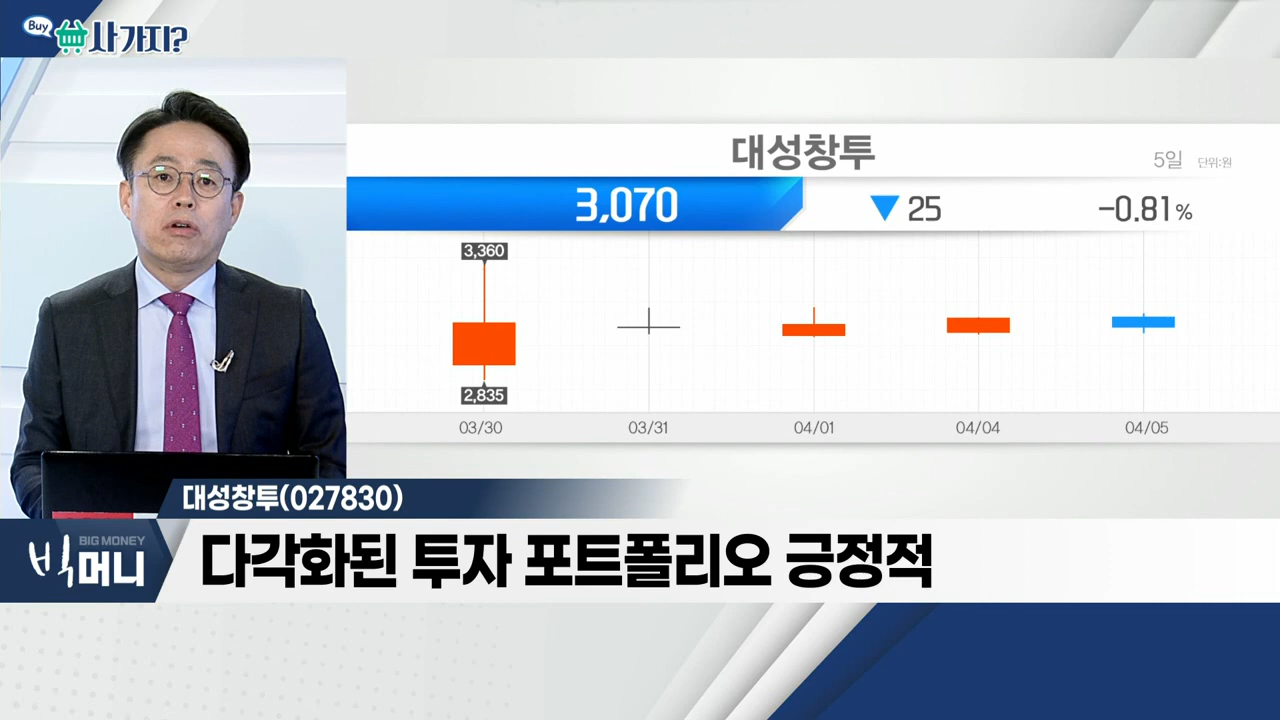 Buy
사가지?
대성창투
5일 단위:원
3,070 ▼ 25 -0.81%
3,360
2,835
03/30 03/31 04/01 04/04 04/05
대성창투(027830)
BIG MONEY
빅머니
다각화된 투자 포트폴리오 긍정적